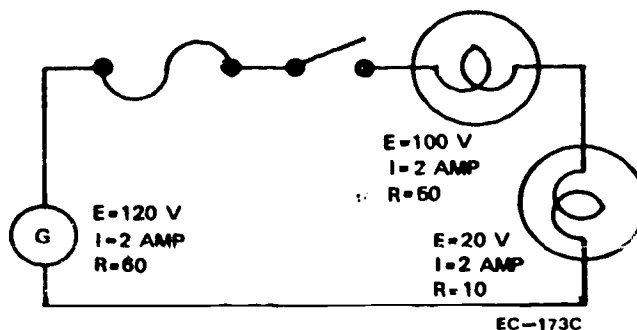 E=100 V
I=2 AMP
R=60
G
E=120 V
I=2 AMP
R=60
E=20 V
I=2 AMP
R=10
EC-173C